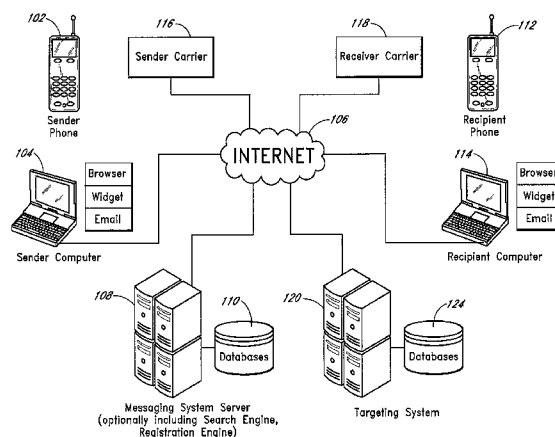 102
116
118
112
Sender Carrier
Receiver Carrier
Sender
Phone
Recipient
Phone
106
INTERNET
104
Browser
Widget
Email
Sender Computer
114
Browser
Widget
Email
Recipient Computer
108
110
Databases
120
124
Databases
Messaging System Server
(optionally including Search Engine,
Registration Engine)
Targeting System